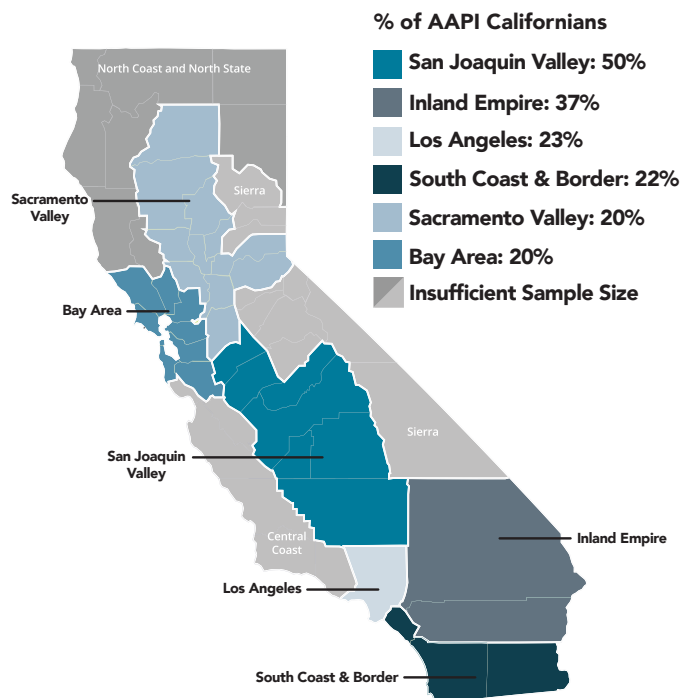 % of AAPI Californians
San Joaquin Valley: 50%
Inland Empire: 37%
Los Angeles: 23%
South Coast & Border: 22%
Sacramento Valley: 20%
Bay Area: 20%
Insufficient Sample Size
North Coast and North State
Sierra
Sacramento
Valley
Bay Area
Sierra
San Joaquin
Valley
Central
Coast
Inland Empire
Los Angeles
South Coast & Border